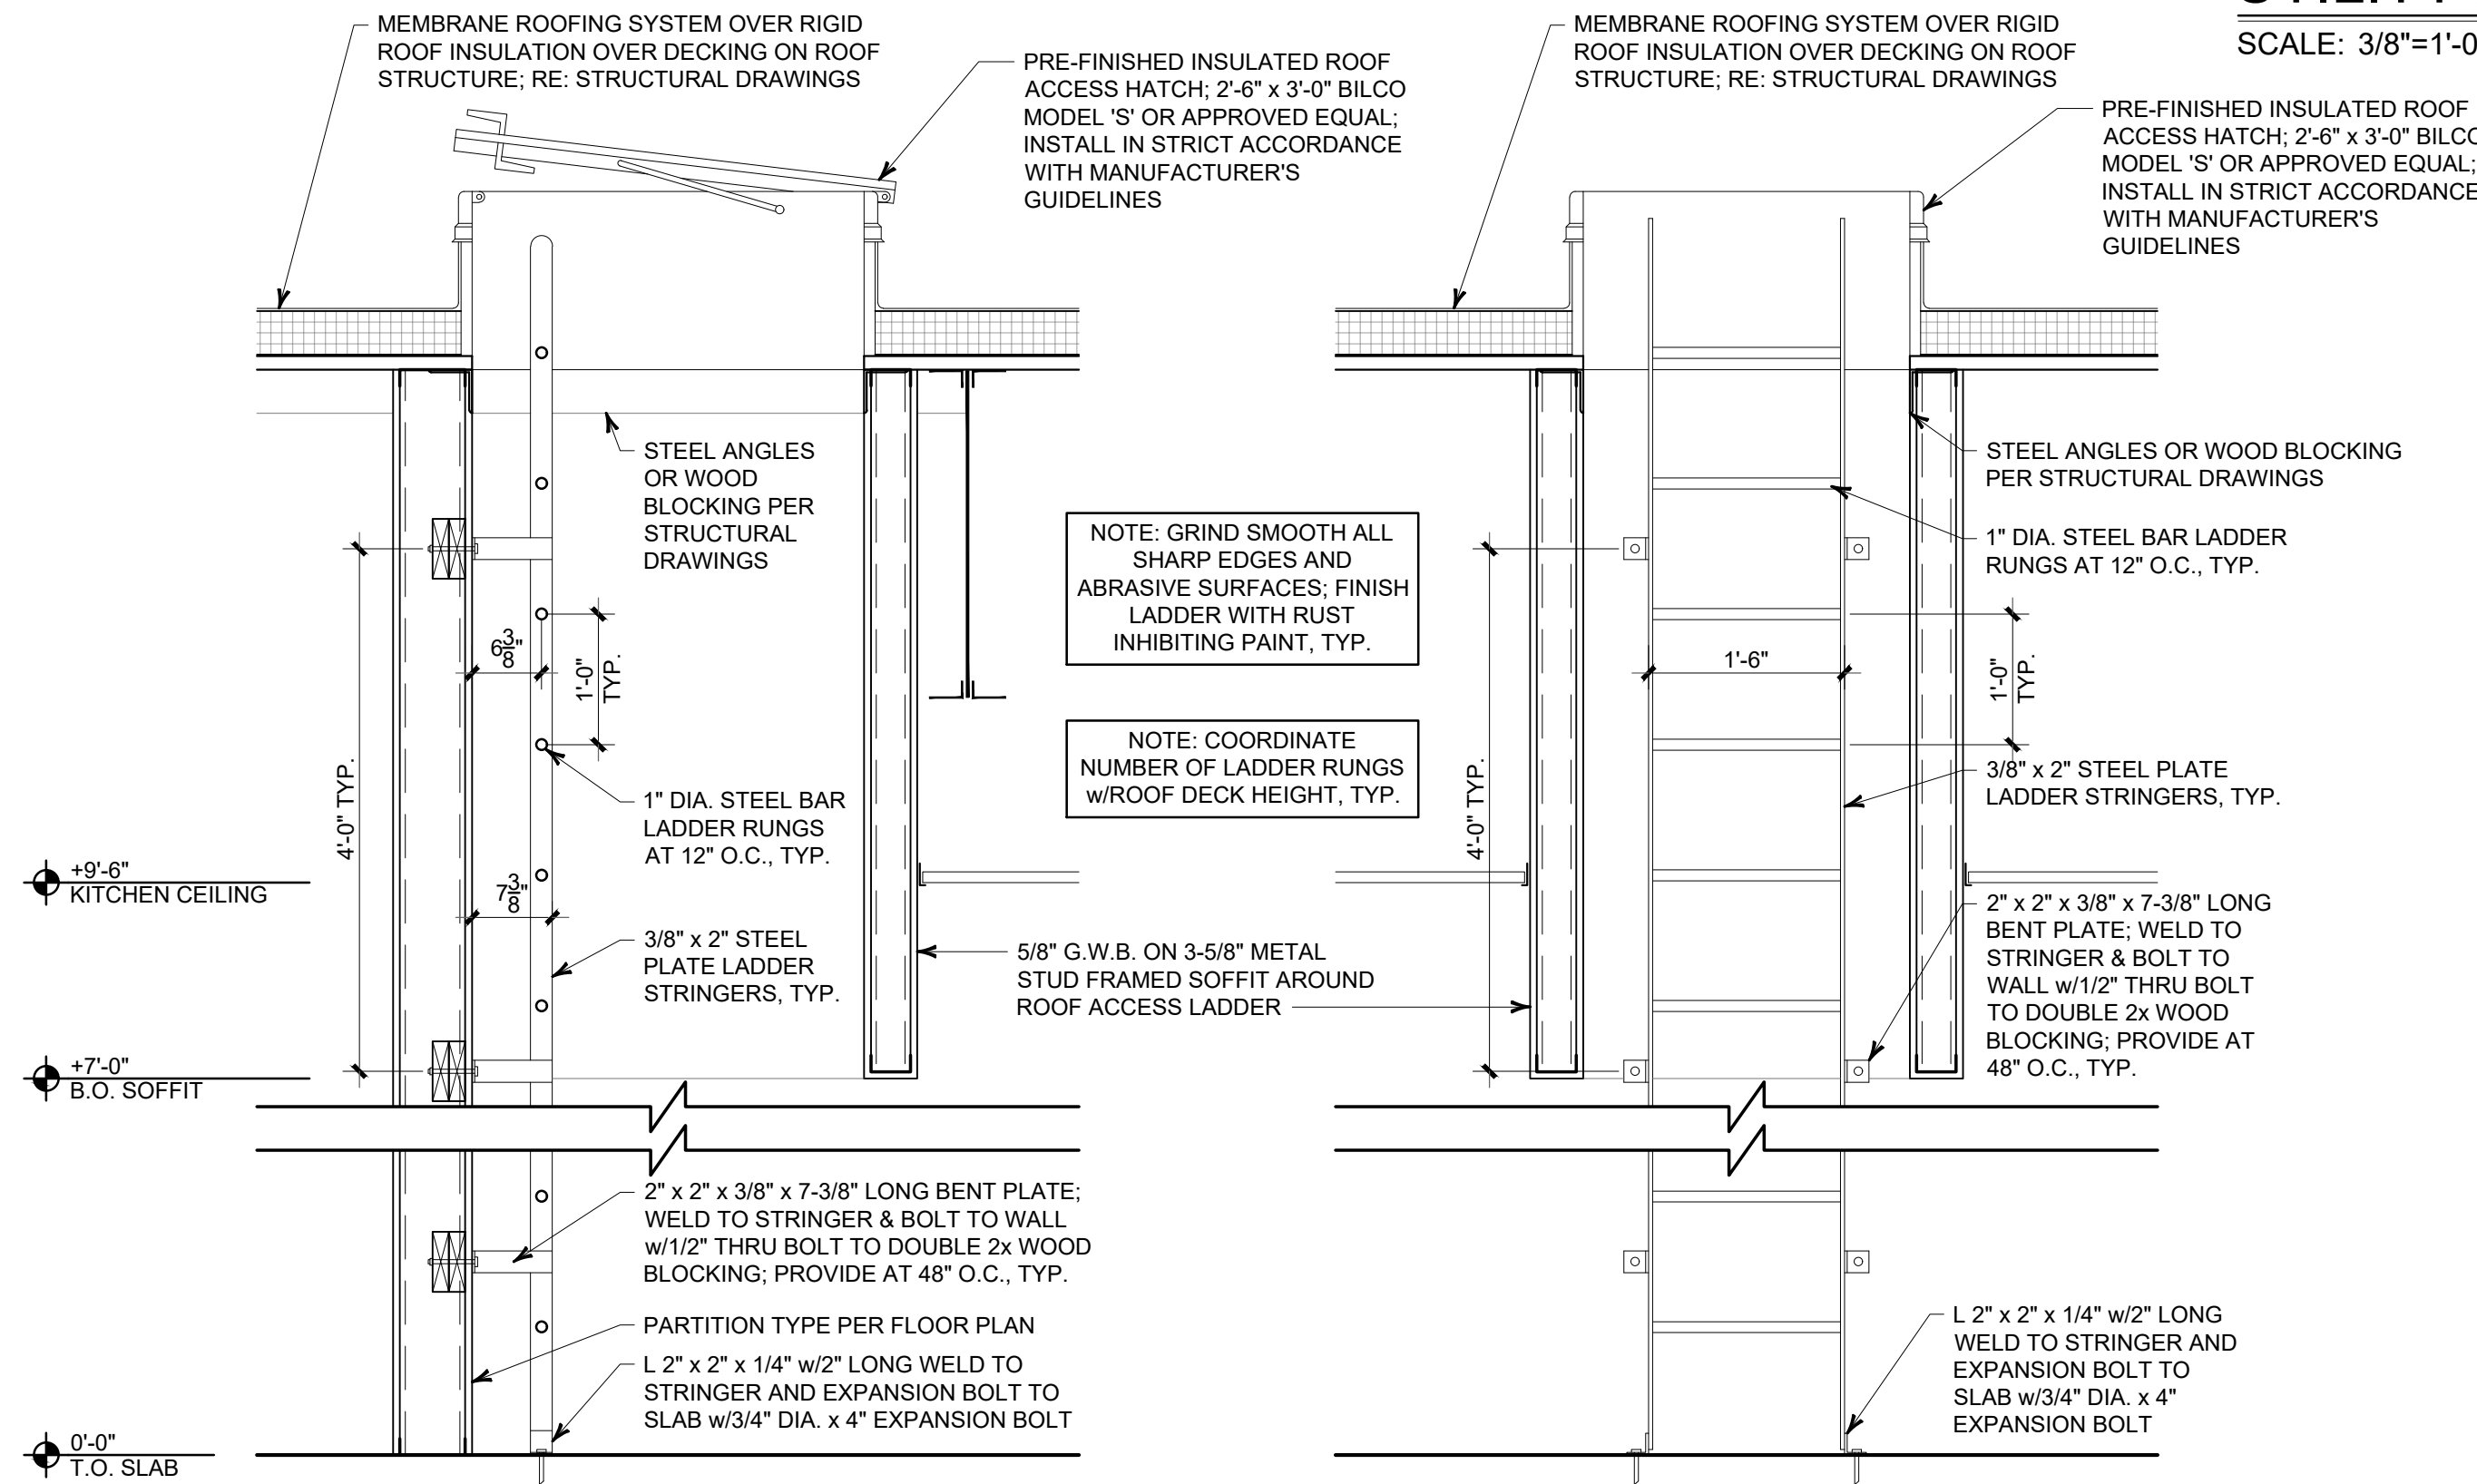 MEMBRANE ROOFING SYSTEM OVER RIGID
ROOF INSULATION OVER DECKING ON ROOF
STRUCTURE; RE: STRUCTURAL DRAWINGS
PRE-FINISHED INSULATED ROOF
ACCESS HATCH; 2'-6" x 3'-0" BILCO
MODEL 'S' OR APPROVED EQUAL;
INSTALL IN STRICT ACCORDANCE
WITH MANUFACTURER'S
GUIDELINES
STEEL ANGLES
OR WOOD
BLOCKING PER
STRUCTURAL
DRAWINGS
6 3/8"
1'-0"
TYP.
4'-0" TYP.
1" DIA. STEEL BAR
LADDER RUNGS
AT 12" O.C., TYP.
+9'-6"
KITCHEN CEILING
7 3/8"
3/8" x 2" STEEL
PLATE LADDER
STRINGERS, TYP.
+7'-0"
B.O. SOFFIT
2" x 2" x 3/8" x 7-3/8" LONG BENT PLATE;
WELD TO STRINGER & BOLT TO WALL
w/1/2" THRU BOLT TO DOUBLE 2x WOOD
BLOCKING; PROVIDE AT 48" O.C., TYP.
PARTITION TYPE PER FLOOR PLAN
L 2" x 2" x 1/4" w/2" LONG WELD TO
STRINGER AND EXPANSION BOLT TO
SLAB w/3/4" DIA. x 4" EXPANSION BOLT
0'-0"
T.O. SLAB
NOTE: GRIND SMOOTH ALL
SHARP EDGES AND
ABRASIVE SURFACES; FINISH
LADDER WITH RUST
INHIBITING PAINT, TYP.
NOTE: COORDINATE
NUMBER OF LADDER RUNGS
w/ROOF DECK HEIGHT, TYP.
5/8" G.W.B. ON 3-5/8" METAL
STUD FRAMED SOFFIT AROUND
ROOF ACCESS LADDER
SCALE: 3/8"=1'-0
MEMBRANE ROOFING SYSTEM OVER RIGID
ROOF INSULATION OVER DECKING ON ROOF
STRUCTURE; RE: STRUCTURAL DRAWINGS
PRE-FINISHED INSULATED ROOF
ACCESS HATCH; 2'-6" x 3'-0" BILCO
MODEL 'S' OR APPROVED EQUAL;
INSTALL IN STRICT ACCORDANCE
WITH MANUFACTURER'S
GUIDELINES
STEEL ANGLES OR WOOD BLOCKING
PER STRUCTURAL DRAWINGS
1" DIA. STEEL BAR LADDER
RUNGS AT 12" O.C., TYP.
1'-6"
1'-0"
TYP.
4'-0" TYP.
3/8" x 2" STEEL PLATE
LADDER STRINGERS, TYP.
2" x 2" x 3/8" x 7-3/8" LONG
BENT PLATE; WELD TO
STRINGER & BOLT TO
WALL w/1/2" THRU BOLT
TO DOUBLE 2x WOOD
BLOCKING; PROVIDE AT
48" O.C., TYP.
L 2" x 2" x 1/4" w/2" LONG
WELD TO STRINGER AND
EXPANSION BOLT TO
SLAB w/3/4" DIA. x 4"
EXPANSION BOLT